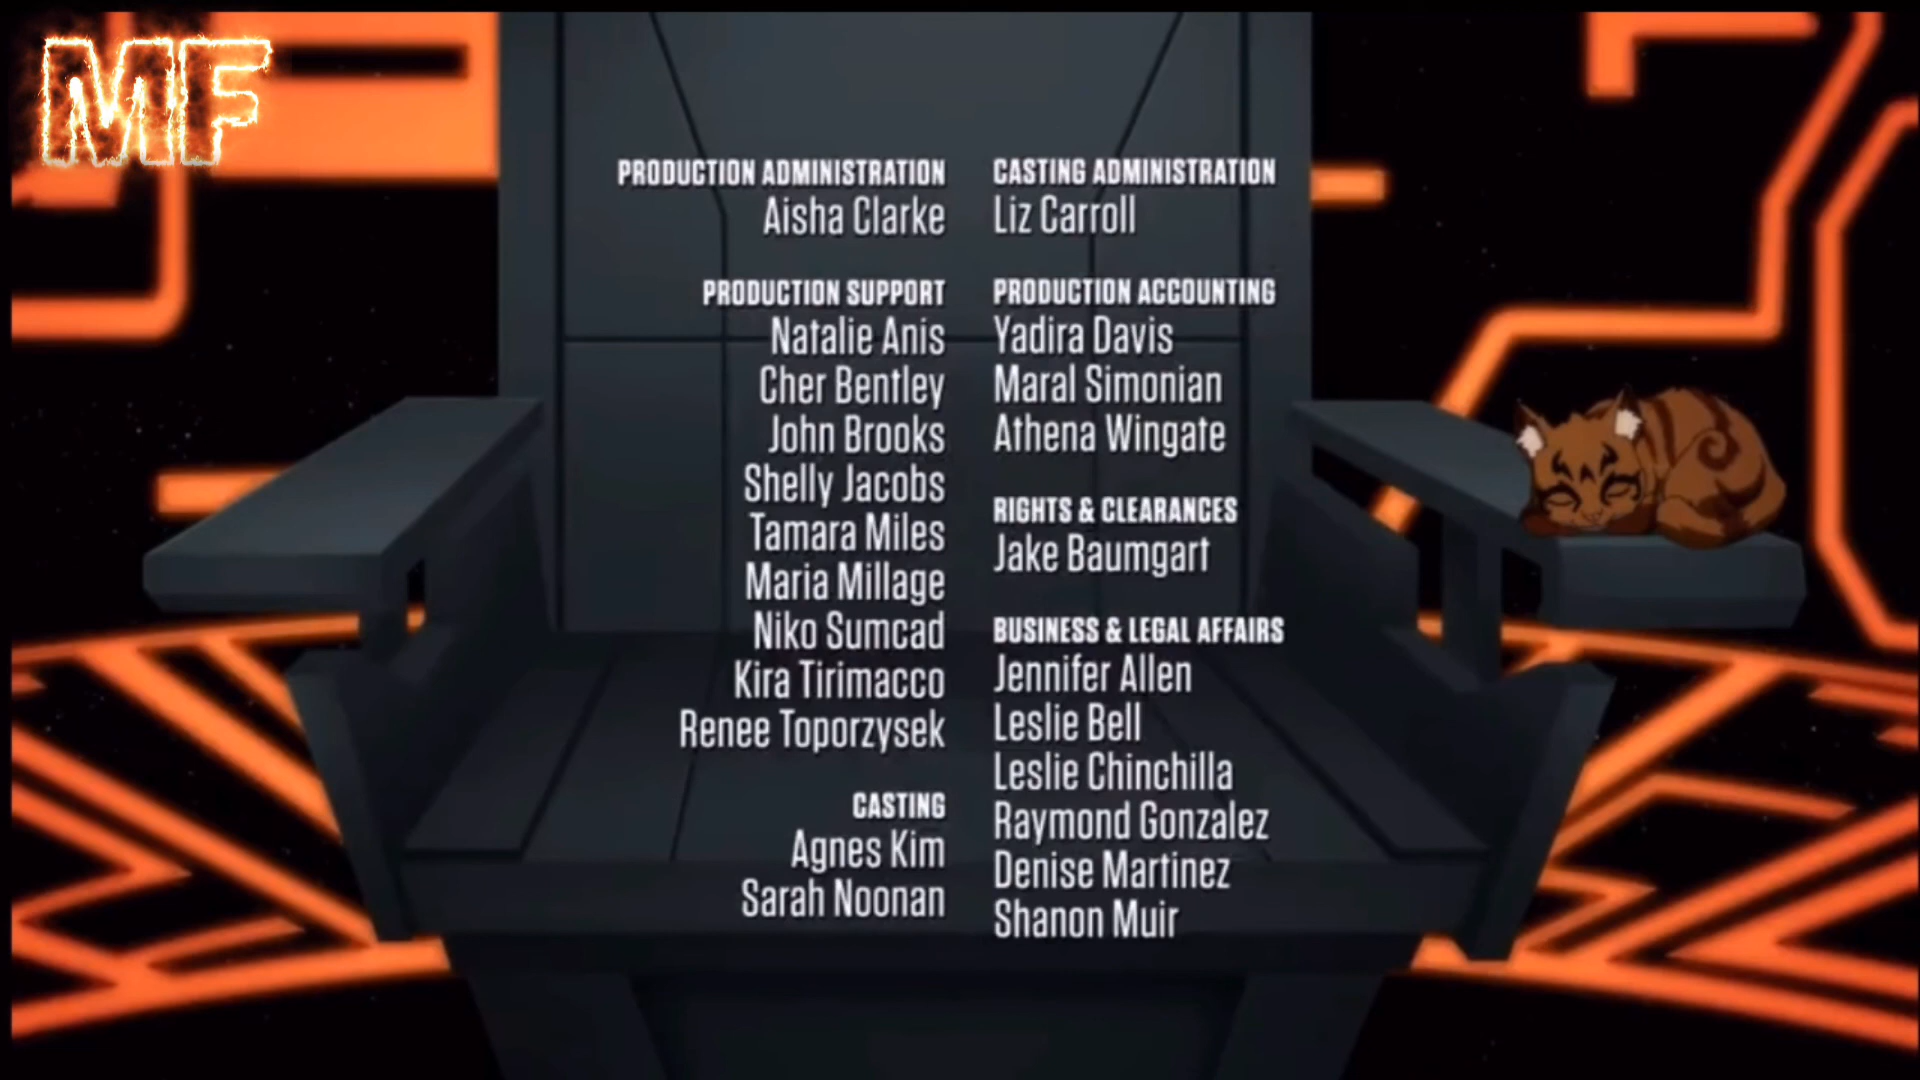 MF
PRODUCTION ADMINISTRATION
Aisha Clarke
PRODUCTION SUPPORT
Natalie Anis
Cher Bentley
John Brooks
Shelly Jacobs
Tamara Miles
Maria Millage
Niko Sumcad
Kira Tirimacco
Renee Toporzysek
CASTING
Agnes Kim
Sarah Noonan
CASTING ADMINISTRATION
Liz Carroll
PRODUCTION ACCOUNTING
Yadira Davis
Maral Simonian
Athena Wingate
RIGHTS & CLEARANCES
Jake Baumgart
BUSINESS & LEGAL AFFAIRS
Jennifer Allen
Leslie Bell
Leslie Chinchilla
Raymond Gonzalez
Denise Martinez
Shanon Muir